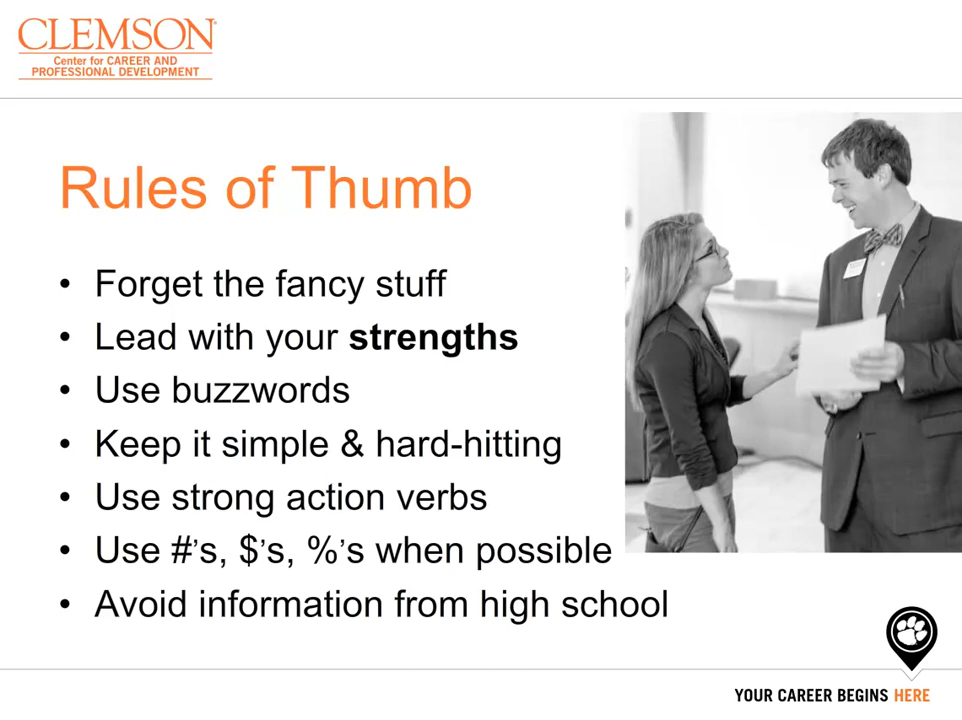 CLEMSON
Center for CAREER AND
PROFESSIONAL DEVELOPMENT
Rules of Thumb
• Forget the fancy stuff
• Lead with your strengths
• Use buzzwords
• Keep it simple & hard-hitting
• Use strong action verbs
• Use #’s, $’s, %’s when possible
• Avoid information from high school
YOUR CAREER BEGINS HERE